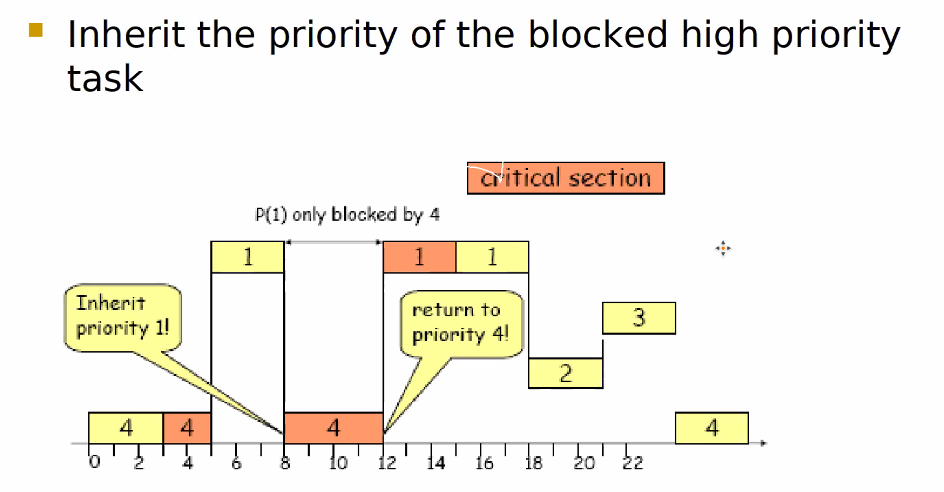 Inherit the priority of the blocked high priority
task
critical section
P(1) only blocked by 4
1
1
1
Inherit
priority 1!
return to
priority 4!
3
2
4
4
4
4
0 2 4 6 8 10 12 14 16 18 20 22